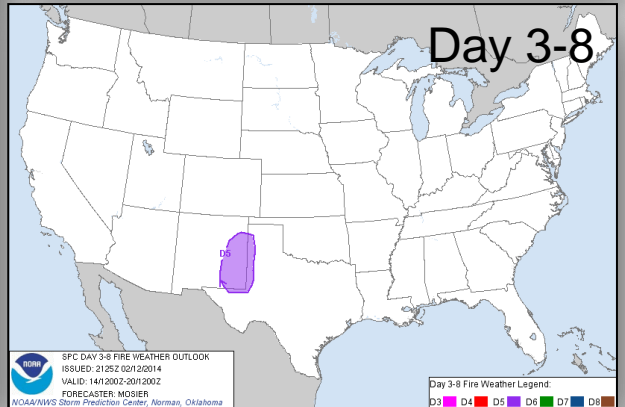 Day 3-8
D5
NOAA
SPC DAY 3-8 FIRE WEATHER OUTLOOK
ISSUED: 2125Z 02/12/2014
VALID: 14/1200Z-20/1200Z
FORECASTER: MOSIER
NOAA/NWS Storm Prediction Center, Norman, Oklahoma
Day 3-8 Fire Weather Legend:
D3 D4 D5 D6 D7 D8